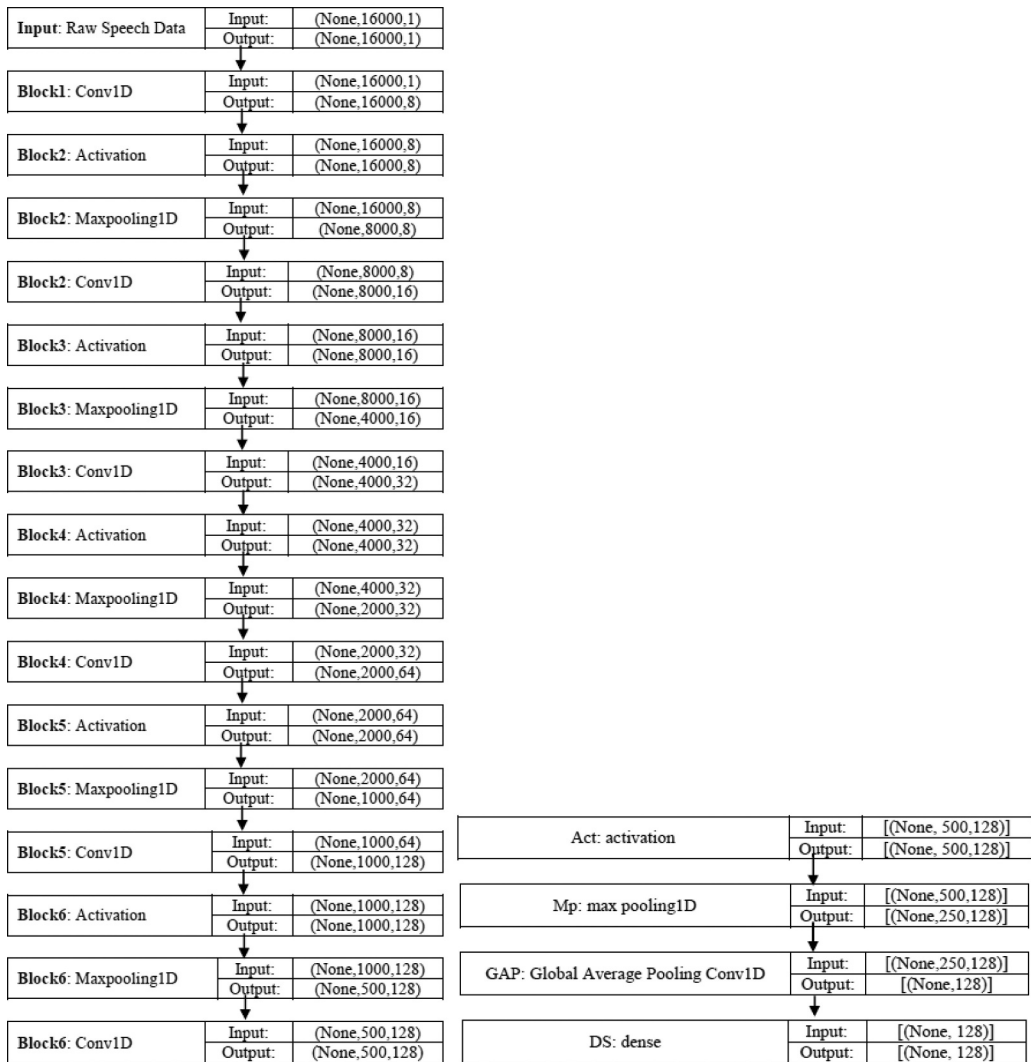 Input: Raw Speech Data Input: (None,16000,1)
Output: (None,16000,1)
Block1: Conv1D Input: (None,16000,1)
Output: (None,16000,8)
Block2: Activation Input: (None,16000,8)
Output: (None,16000,8)
Block2: Maxpooling1D Input: (None,16000,8)
Output: (None,8000,8)
Block2: Conv1D Input: (None,8000,8)
Output: (None,8000,16)
Block3: Activation Input: (None,8000,16)
Output: (None,8000,16)
Block3: Maxpooling1D Input: (None,8000,16)
Output: (None,4000,16)
Block3: Conv1D Input: (None,4000,16)
Output: (None,4000,32)
Block4: Activation Input: (None,4000,32)
Output: (None,4000,32)
Block4: Maxpooling1D Input: (None,4000,32)
Output: (None,2000,32)
Block4: Conv1D Input: (None,2000,32)
Output: (None,2000,64)
Block5: Activation Input: (None,2000,64)
Output: (None,2000,64)
Block5: Maxpooling1D Input: (None,2000,64)
Output: (None,1000,64)
Block5: Conv1D Input: (None,1000,64)
Output: (None,1000,128)
Block6: Activation Input: (None,1000,128)
Output: (None,1000,128)
Block6: Maxpooling1D Input: (None,1000,128)
Output: (None,500,128)
Block6: Conv1D Input: (None,500,128)
Output: (None,500,128)
Act: activation Input: [(None, 500,128)]
Output: [(None, 500,128)]
Mp: max pooling1D Input: [(None,500,128)]
Output: [(None,250,128)]
GAP: Global Average Pooling Conv1D Input: [(None,250,128)]
Output: [(None,128)]
DS: dense Input: [(None, 128)]
Output: [(None, 128)]